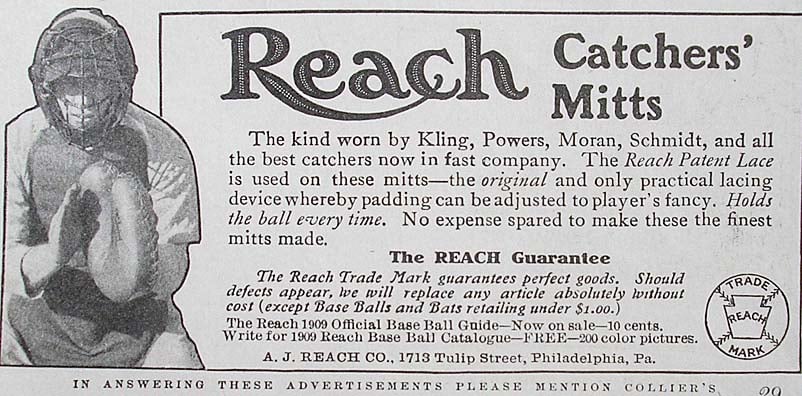 Reach Catchers' Mitts
The kind worn by Kling, Powers, Moran, Schmidt, and all
the best catchers now in fast company. The Reach Patent Lace
is used on these mitts—the original and only practical lacing
device whereby padding can be adjusted to player's fancy. Holds
the ball every time. No expense spared to make these the finest
mitts made.
The REACH Guarantee
The Reach Trade Mark guarantees perfect goods. Should
defects appear, we will replace any article absolutely without
cost (except Base Balls and Bats retailing under $1.00.)
The Reach 1909 Official Base Ball Guide—Now on sale—10 cents.
Write for 1909 Reach Base Ball Catalogue—FREE—200 color pictures.
A. J. REACH CO., 1713 Tulip Street, Philadelphia, Pa.
TRADE
REACH
MARK
IN ANSWERING THESE ADVERTISEMENTS PLEASE MENTION COLLIER'S